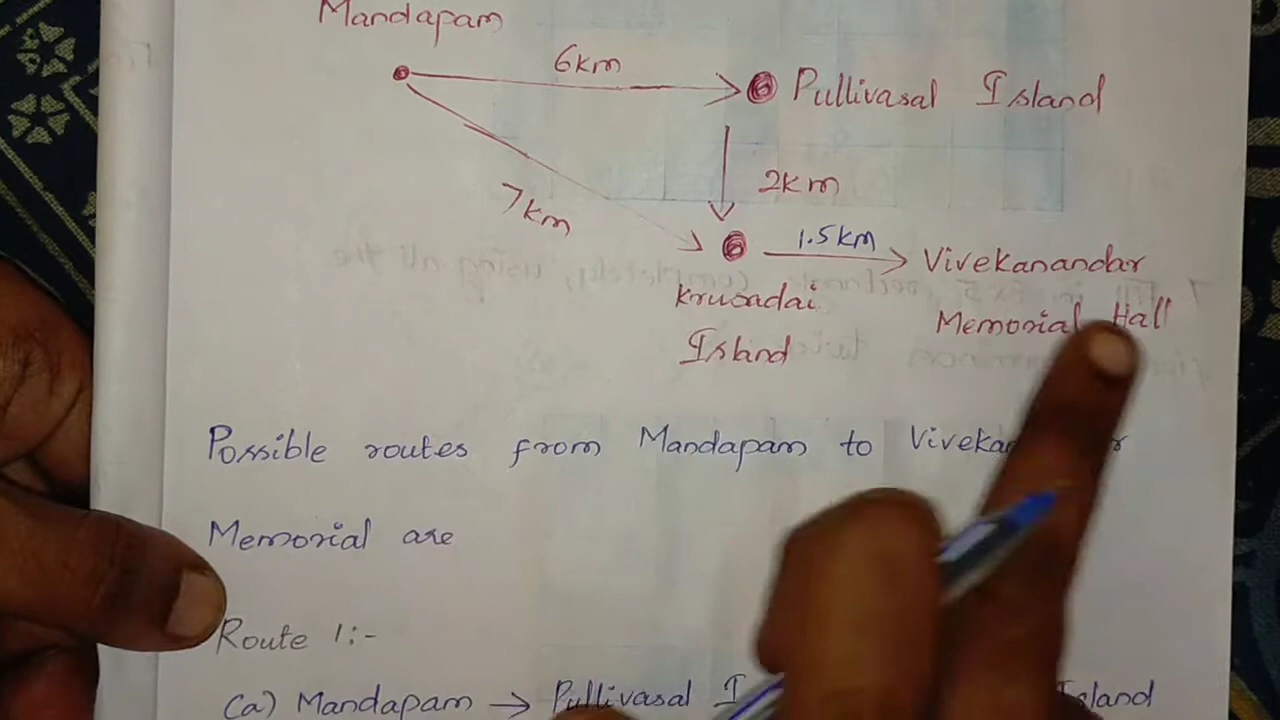 Mandapam
6km
Pullivasal Island
2km
7km
1.5km
Vivekanandar
Krusadai
Memorial Hall
Island
Possible routes from Mandapam to
Memorial are
Route 1:-
(a) Mandapam → Pullivasal I Island